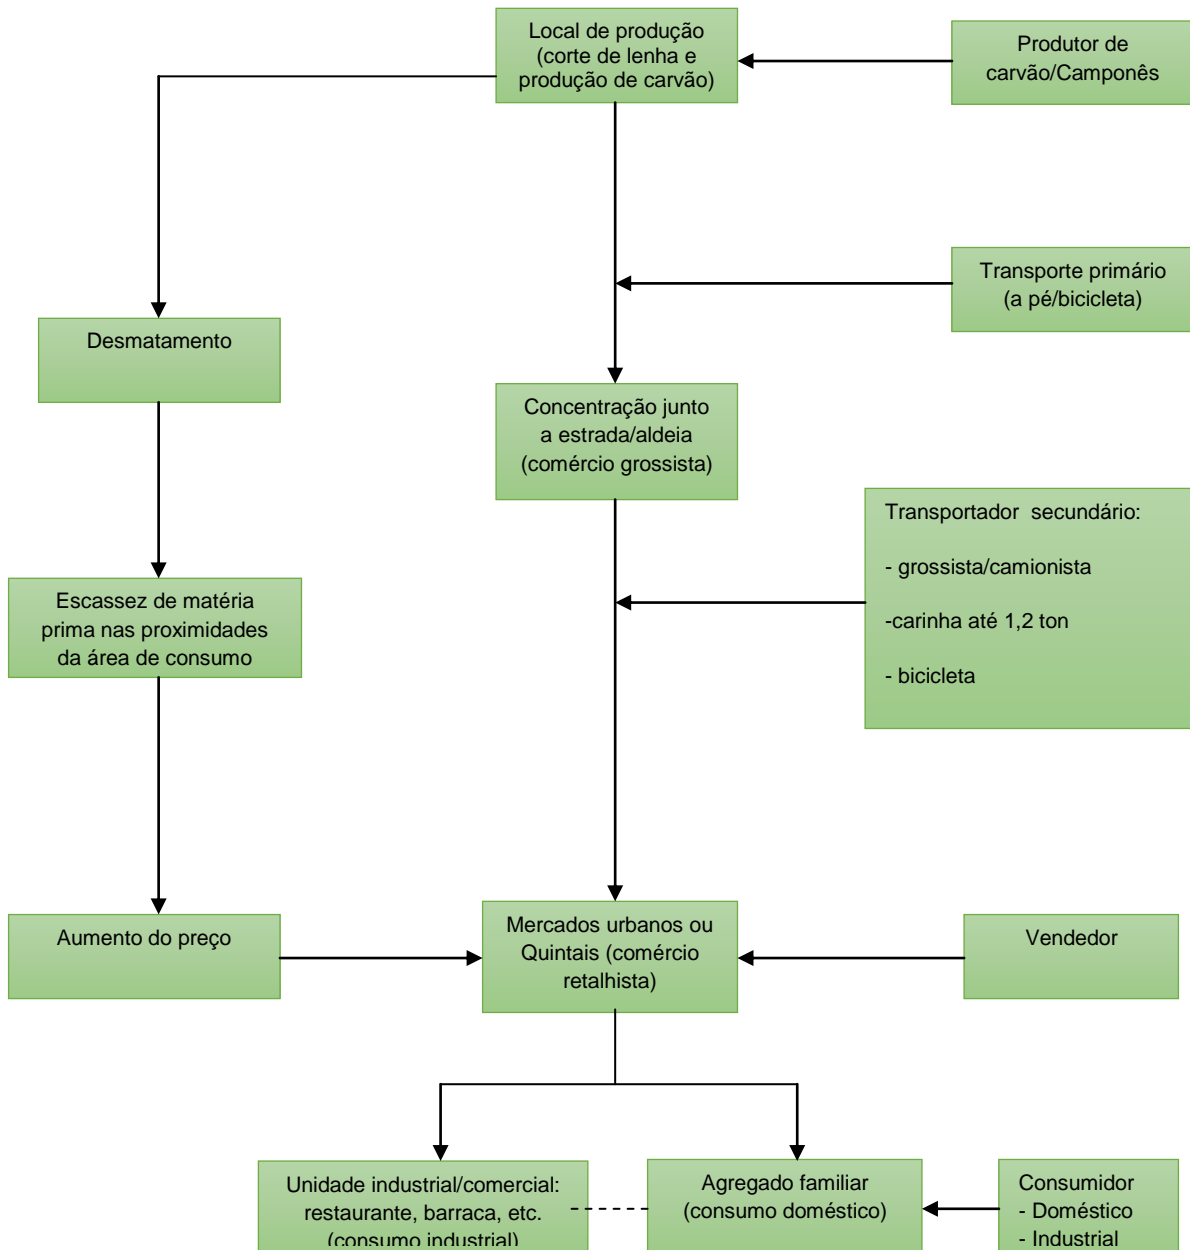 Local de produção
(corte de lenha e
produção de carvão)
Produtor de
carvão/Camponês
Transporte primário
(a pé/bicicleta)
Desmatamento
Concentração junto
a estrada/aldeia
(comércio grossista)
Transportador secundário:
- grossista/camionista
-carinha até 1,2 ton
- bicicleta
Escassez de matéria
prima nas proximidades
da área de consumo
Aumento do preço
Mercados urbanos ou
Quintais (comércio
retalhista)
Vendedor
Unidade industrial/comercial:
restaurante, barraca, etc.
(consumo industrial)
Agregado familiar
(consumo doméstico)
Consumidor
- Doméstico
- Industrial